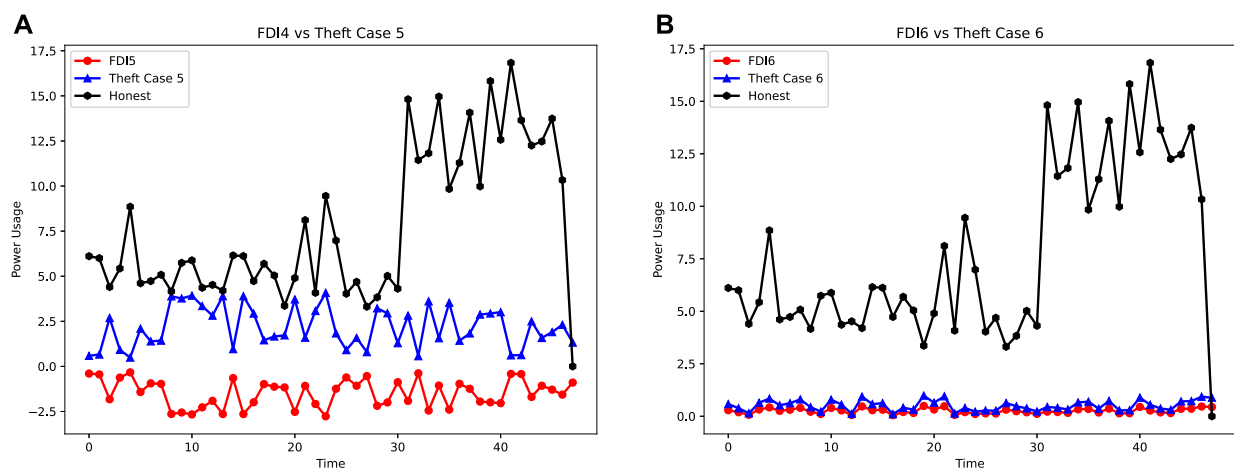 A
FDI4 vs Theft Case 5
17.5
15.0
12.5
10.0
7.5
5.0
2.5
0.0
−2.5
Power Usage
FDI5
Theft Case 5
Honest
0
10
20
30
40
Time
B
FDI6 vs Theft Case 6
17.5
15.0
12.5
10.0
7.5
5.0
2.5
0.0
Power Usage
FDI6
Theft Case 6
Honest
0
10
20
30
40
Time